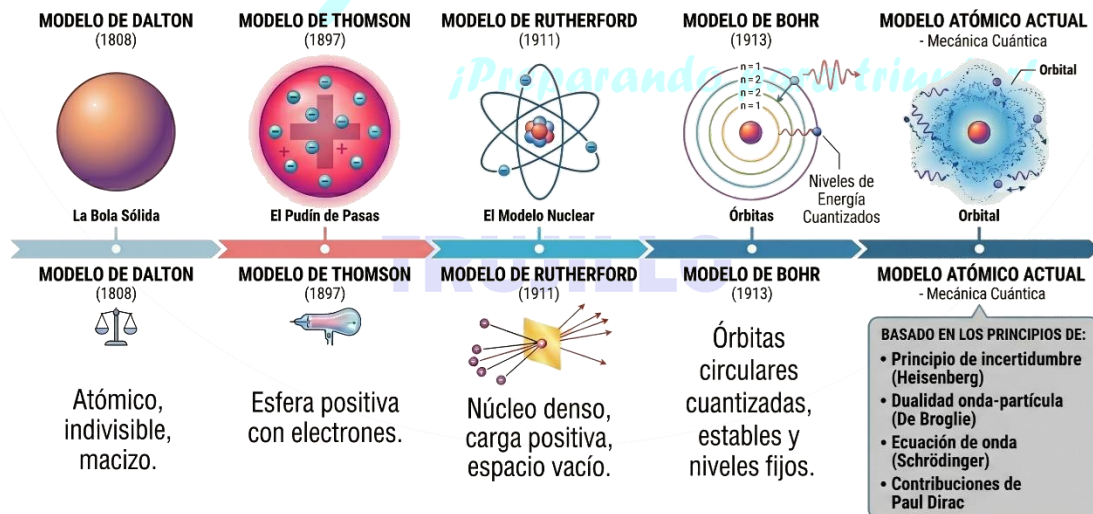 MODELO DE DALTON
(1808)
MODELO DE THOMSON
(1897)
MODELO DE RUTHERFORD
(1911)
MODELO DE BOHR
(1913)
MODELO ATÓMICO ACTUAL
- Mecánica Cuántica
¡Preparando
n = 1
n = 2
n = 2
n = 1
Orbital
+
+
Niveles de
Energía
Cuantizados
La Bola Sólida
El Pudín de Pasas
El Modelo Nuclear
Órbitas
Orbital
TRUJILLO
MODELO DE DALTON
(1808)
Atómico,
indivisible,
macizo.
MODELO DE THOMSON
(1897)
Esfera positiva
con electrones.
MODELO DE RUTHERFORD
(1911)
Núcleo denso,
carga positiva,
espacio vacío.
MODELO DE BOHR
(1913)
Órbitas
circulares
cuantizadas,
estables y
niveles fijos.
MODELO ATÓMICO ACTUAL
- Mecánica Cuántica
BASADO EN LOS PRINCIPIOS DE:
• Principio de incertidumbre
(Heisenberg)
• Dualidad onda-partícula
(De Broglie)
• Ecuación de onda
(Schrödinger)
• Contribuciones de
Paul Dirac